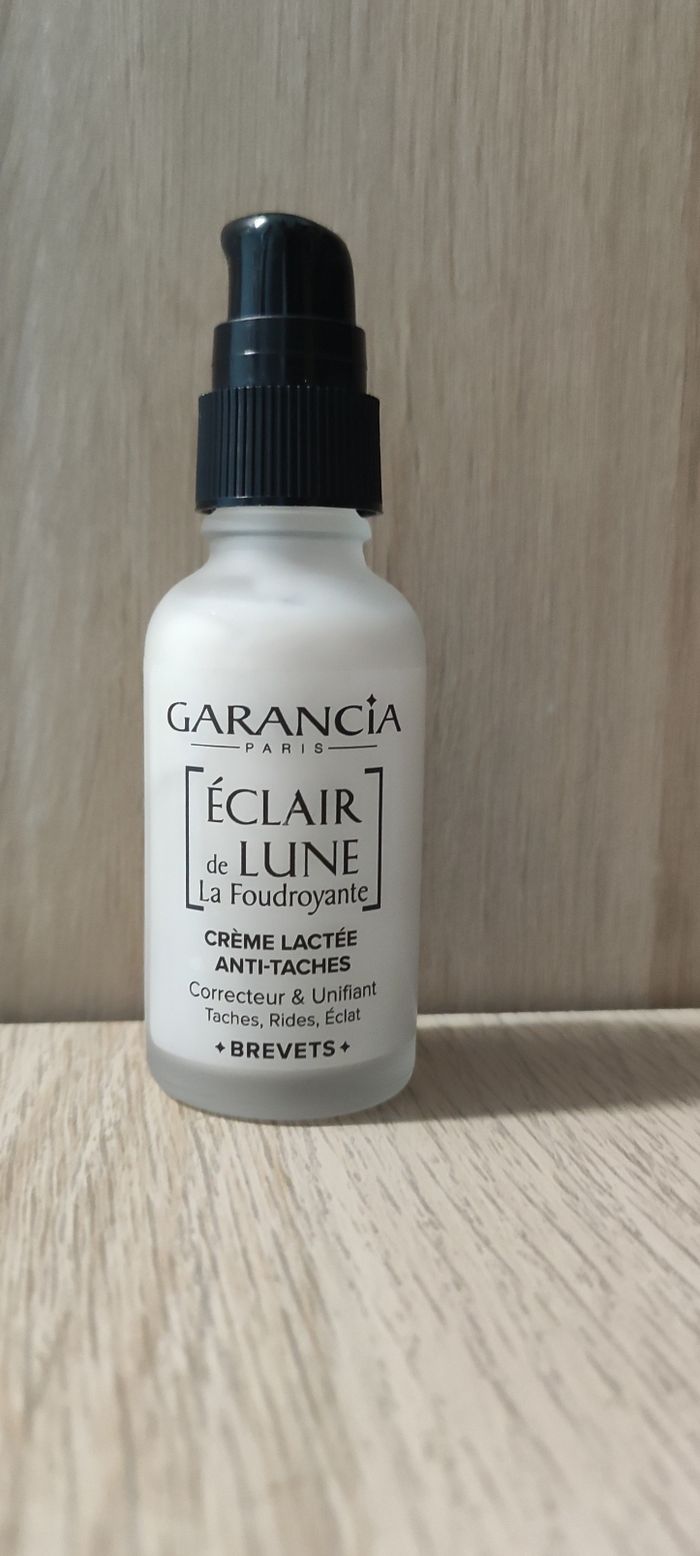 GARANCiA
PARIS
ÉCLAIR
de LUNE
La Foudroyante
CRÈME LACTÉE
ANTI-TACHES
Correcteur & Unifiant
Taches, Rides, Éclat
✦BREVETS✦